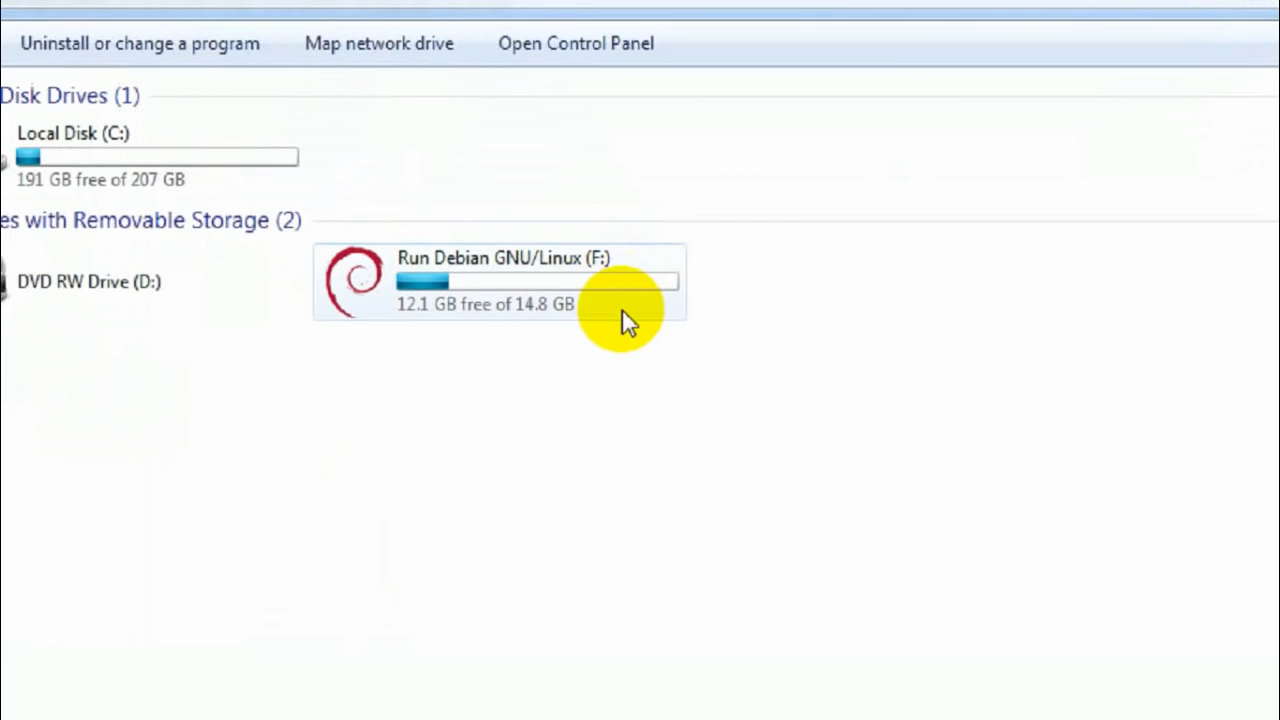 Uninstall or change a program Map network drive Open Control Panel
Disk Drives (1)
Local Disk (C:)
191 GB free of 207 GB
es with Removable Storage (2)
DVD RW Drive (D:)
Run Debian GNU/Linux (F:)
12.1 GB free of 14.8 GB